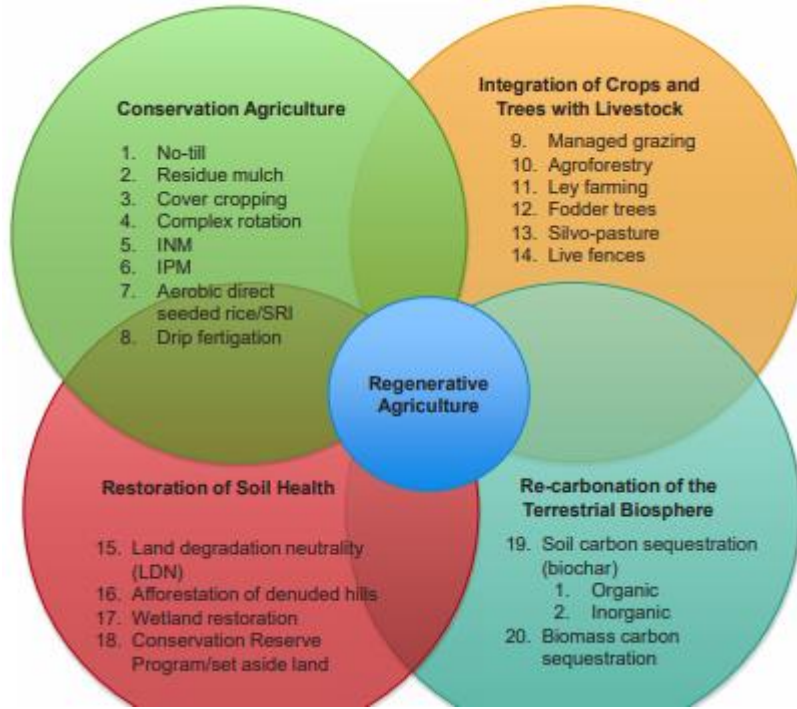 Conservation Agriculture
1. No-till
2. Residue mulch
3. Cover cropping
4. Complex rotation
5. INM
6. IPM
7. Aerobic direct
seeded rice/SRI
8. Drip fertigation
Integration of Crops and
Trees with Livestock
9. Managed grazing
10. Agroforestry
11. Ley farming
12. Fodder trees
13. Silvo-pasture
14. Live fences
Regenerative
Agriculture
Restoration of Soil Health
15. Land degradation neutrality
(LDN)
16. Afforestation of denuded hills
17. Wetland restoration
18. Conservation Reserve
Program/set aside land
Re-carbonation of the
Terrestrial Biosphere
19. Soil carbon sequestration
(biochar)
1. Organic
2. Inorganic
20. Biomass carbon
sequestration